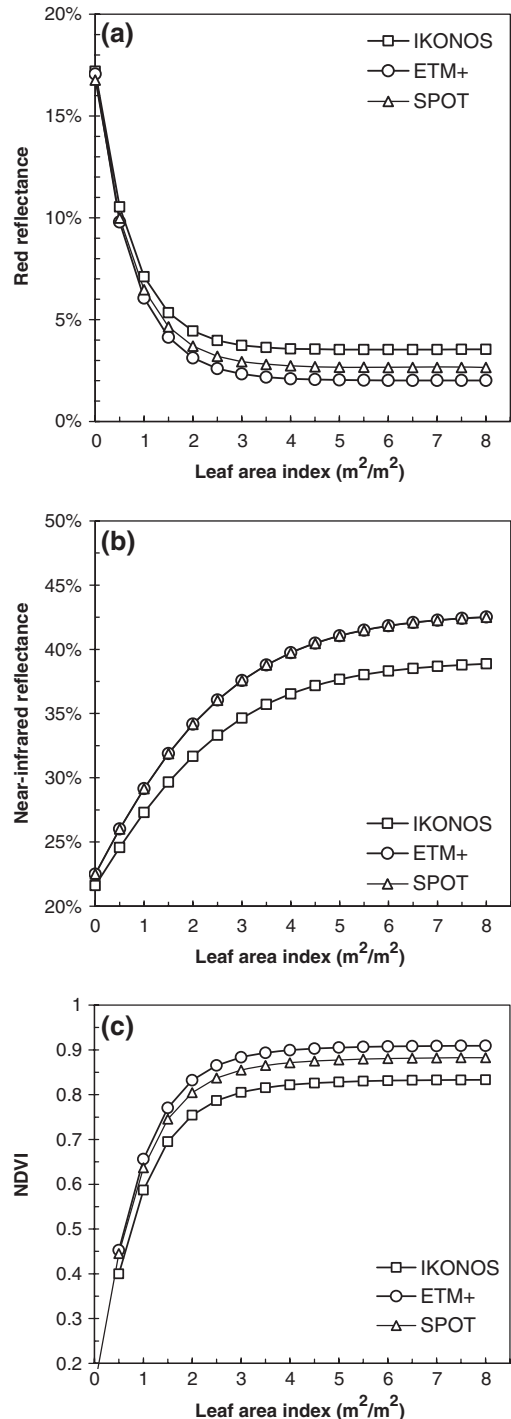 (a)
IKONOS
ETM+
SPOT
20%
15%
10%
5%
0%
Red reflectance
0 1 2 3 4 5 6 7 8
Leaf area index (m²/m²)
(b)
50%
45%
40%
35%
30%
25%
20%
Near-infrared reflectance
IKONOS
ETM+
SPOT
0 1 2 3 4 5 6 7 8
Leaf area index (m²/m²)
(c)
1
0.9
0.8
0.7
0.6
0.5
0.4
0.3
0.2
NDVI
IKONOS
ETM+
SPOT
0 1 2 3 4 5 6 7 8
Leaf area index (m²/m²)